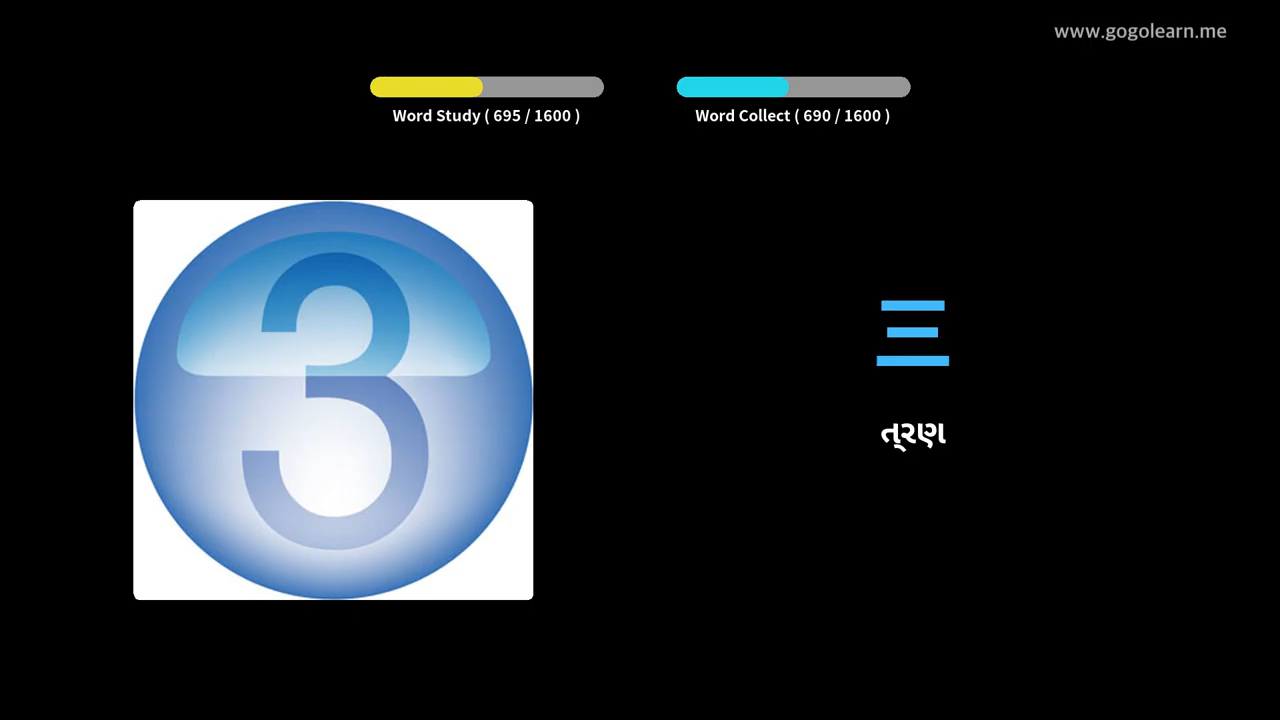 www.gogolearn.me
Word Study ( 695 / 1600 )
Word Collect ( 690 / 1600 )
3
三
ત્રણ